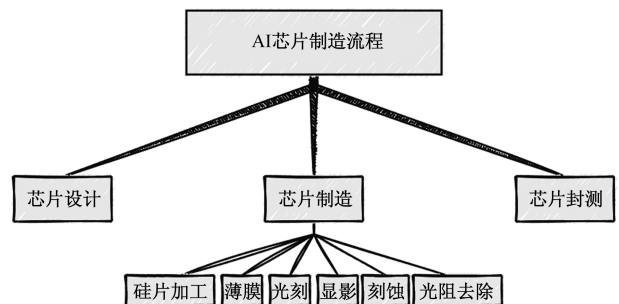 AI芯片制造流程
芯片设计
芯片制造
芯片封测
硅片加工
薄膜
光刻
显影
刻蚀
光阻去除